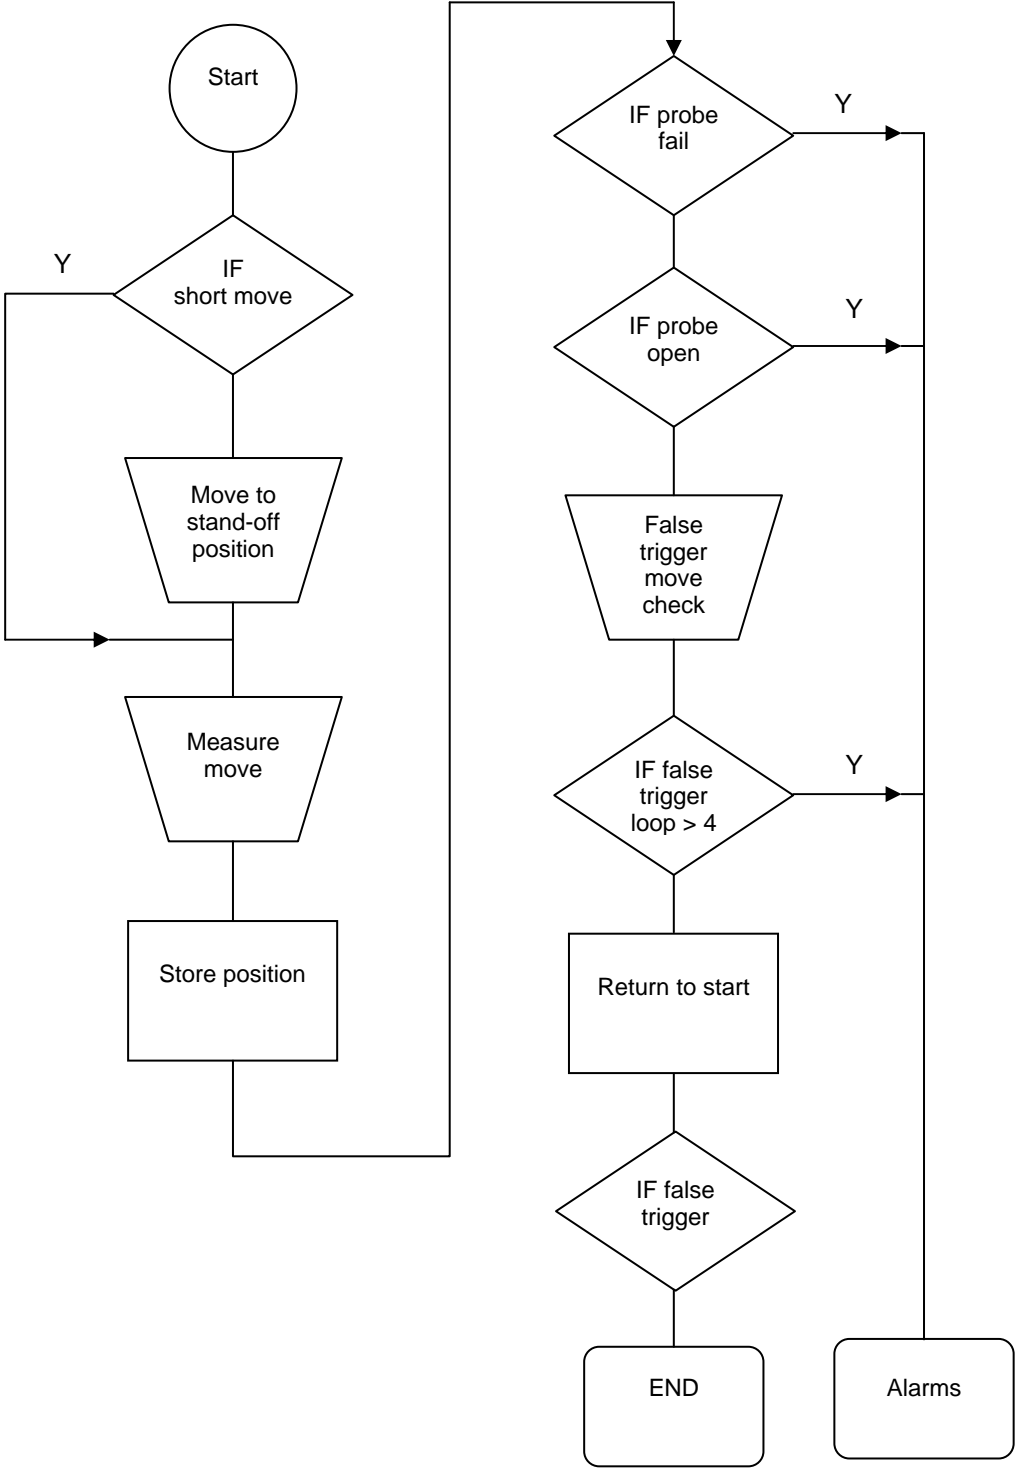 Start
Y
IF
short move
Move to
stand-off
position
Measure
move
Store position
IF probe
fail
Y
IF probe
open
Y
False
trigger
move
check
IF false
trigger
loop > 4
Y
Return to start
IF false
trigger
END
Alarms